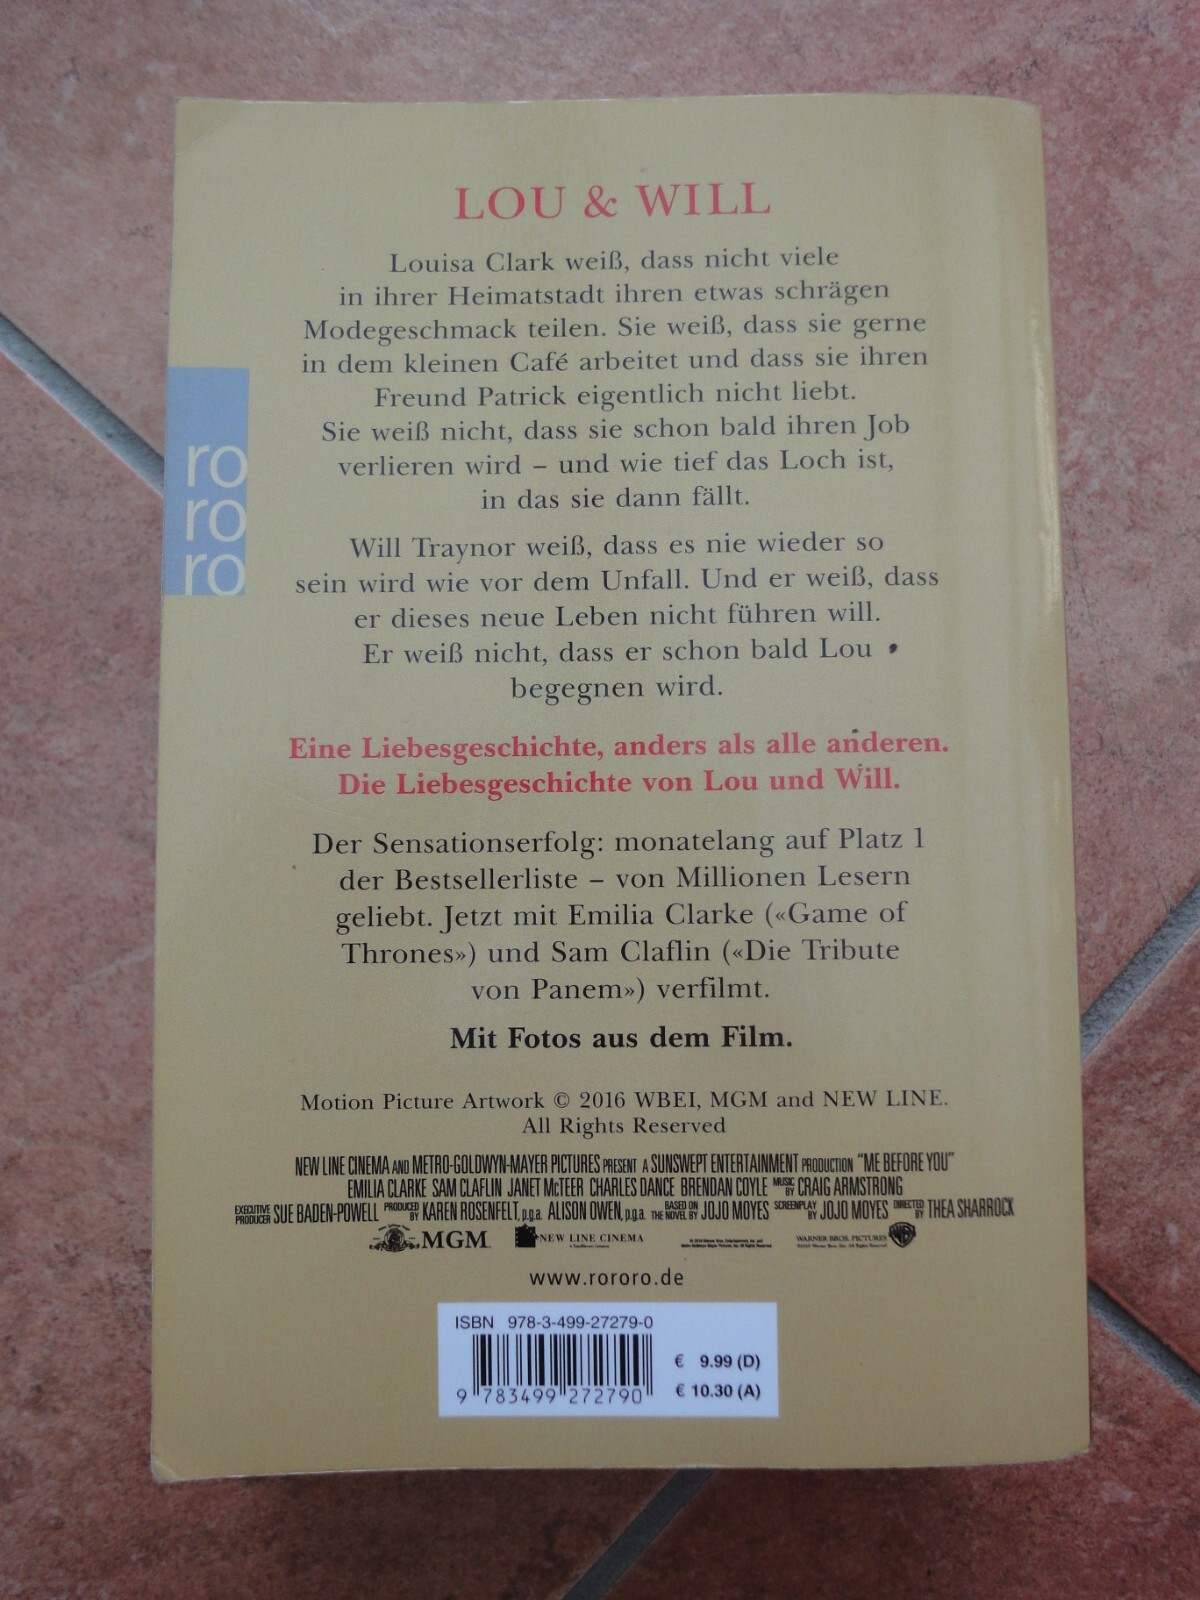 LOU & WILL
Louisa Clark weiß, dass nicht viele
in ihrer Heimatstadt ihren etwas schrägen
Modegeschmack teilen. Sie weiß, dass sie gerne
in dem kleinen Café arbeitet und dass sie ihren
Freund Patrick eigentlich nicht liebt.
Sie weiß nicht, dass sie schon bald ihren Job
verlieren wird – und wie tief das Loch ist,
in das sie dann fällt.
ro
ro
ro
Will Traynor weiß, dass es nie wieder so
sein wird wie vor dem Unfall. Und er weiß, dass
er dieses neue Leben nicht führen will.
Er weiß nicht, dass er schon bald Lou
begegnen wird.
Eine Liebesgeschichte, anders als alle anderen.
Die Liebesgeschichte von Lou und Will.
Der Sensationserfolg: monatelang auf Platz 1
der Bestsellerliste – von Millionen Lesern
geliebt. Jetzt mit Emilia Clarke («Game of
Thrones») und Sam Claflin («Die Tribute
von Panem») verfilmt.
Mit Fotos aus dem Film.
Motion Picture Artwork © 2016 WBEI, MGM and NEW LINE.
All Rights Reserved
NEW LINE CINEMA AND METRO-GOLDWYN-MAYER PICTURES PRESENT A SUNSWEPT ENTERTAINMENT PRODUCTION "ME BEFORE YOU"
EMILIA CLARKE SAM CLAFLIN JANET McTEER CHARLES DANCE BRENDAN COYLE MUSIC BY CRAIG ARMSTRONG
EXECUTIVE PRODUCER SUE BADEN-POWELL PRODUCED BY KAREN ROSENFELT, p.g.a. ALISON OWEN, p.g.a. BASED ON THE NOVEL BY JOJO MOYES SCREENPLAY BY JOJO MOYES DIRECTED BY THEA SHARROCK
MGM NEW LINE CINEMA WARNER BROS. PICTURES
www.rororo.de
ISBN 978-3-499-27279-0
€ 9.99 (D)
€ 10.30 (A)
9 783499 272790